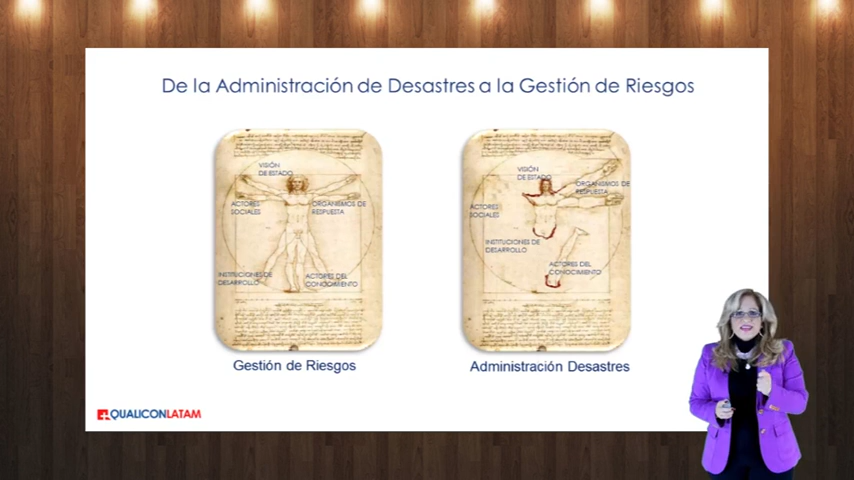 De la Administración de Desastres a la Gestión de Riesgos
VISIÓN
DE ESTADO
ACTORES
SOCIALES
ORGANISMOS DE
RESPUESTA
INSTITUCIONES DE
DESARROLLO
ACTORES DEL
CONOCIMIENTO
Gestión de Riesgos
VISIÓN
DE ESTADO
ORGANISMOS DE
RESPUESTA
ACTORES
SOCIALES
INSTITUCIONES DE
DESARROLLO
ACTORES DEL
CONOCIMIENTO
Administración Desastres
QUALICONLATAM